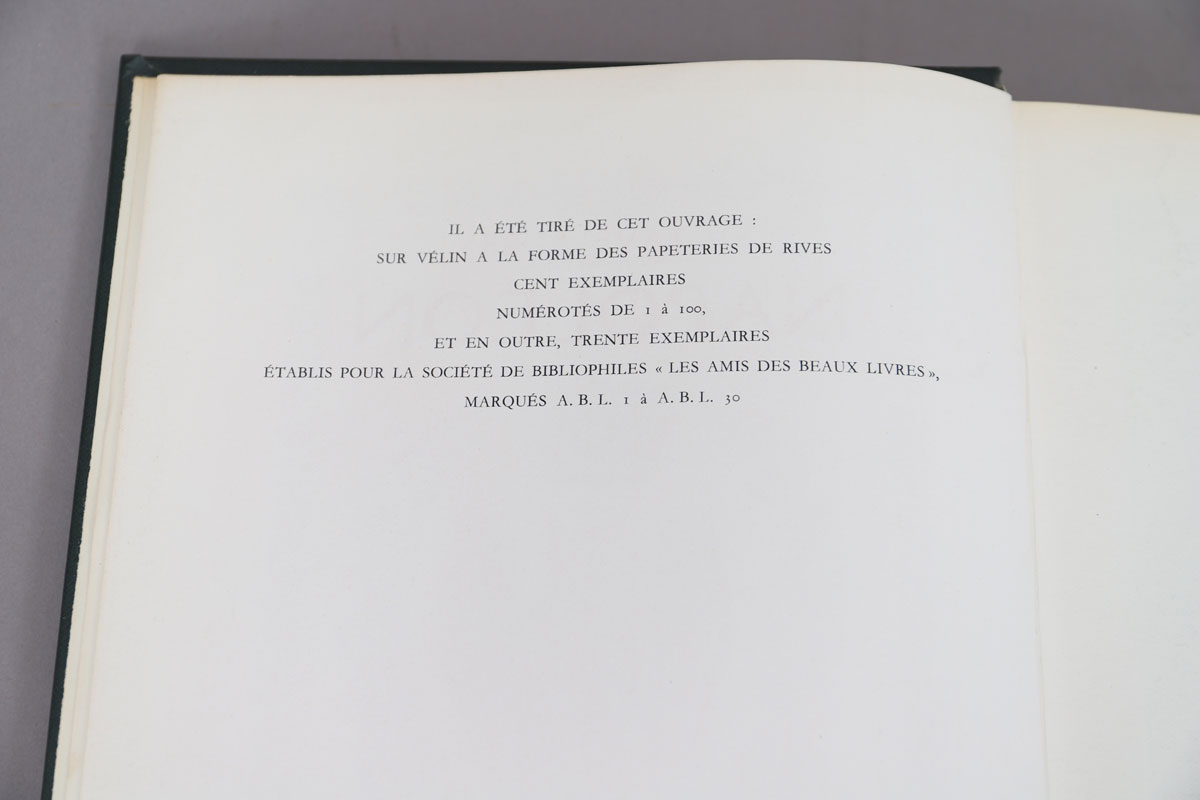 IL A ÉTÉ TIRÉ DE CET OUVRAGE :
SUR VÉLIN A LA FORME DES PAPETERIES DE RIVES
CENT EXEMPLAIRES
NUMÉROTÉS DE 1 à 100,
ET EN OUTRE, TRENTE EXEMPLAIRES
ÉTABLIS POUR LA SOCIÉTÉ DE BIBLIOPHILES « LES AMIS DES BEAUX LIVRES »,
MARQUÉS A. B. L. 1 à A. B. L. 30